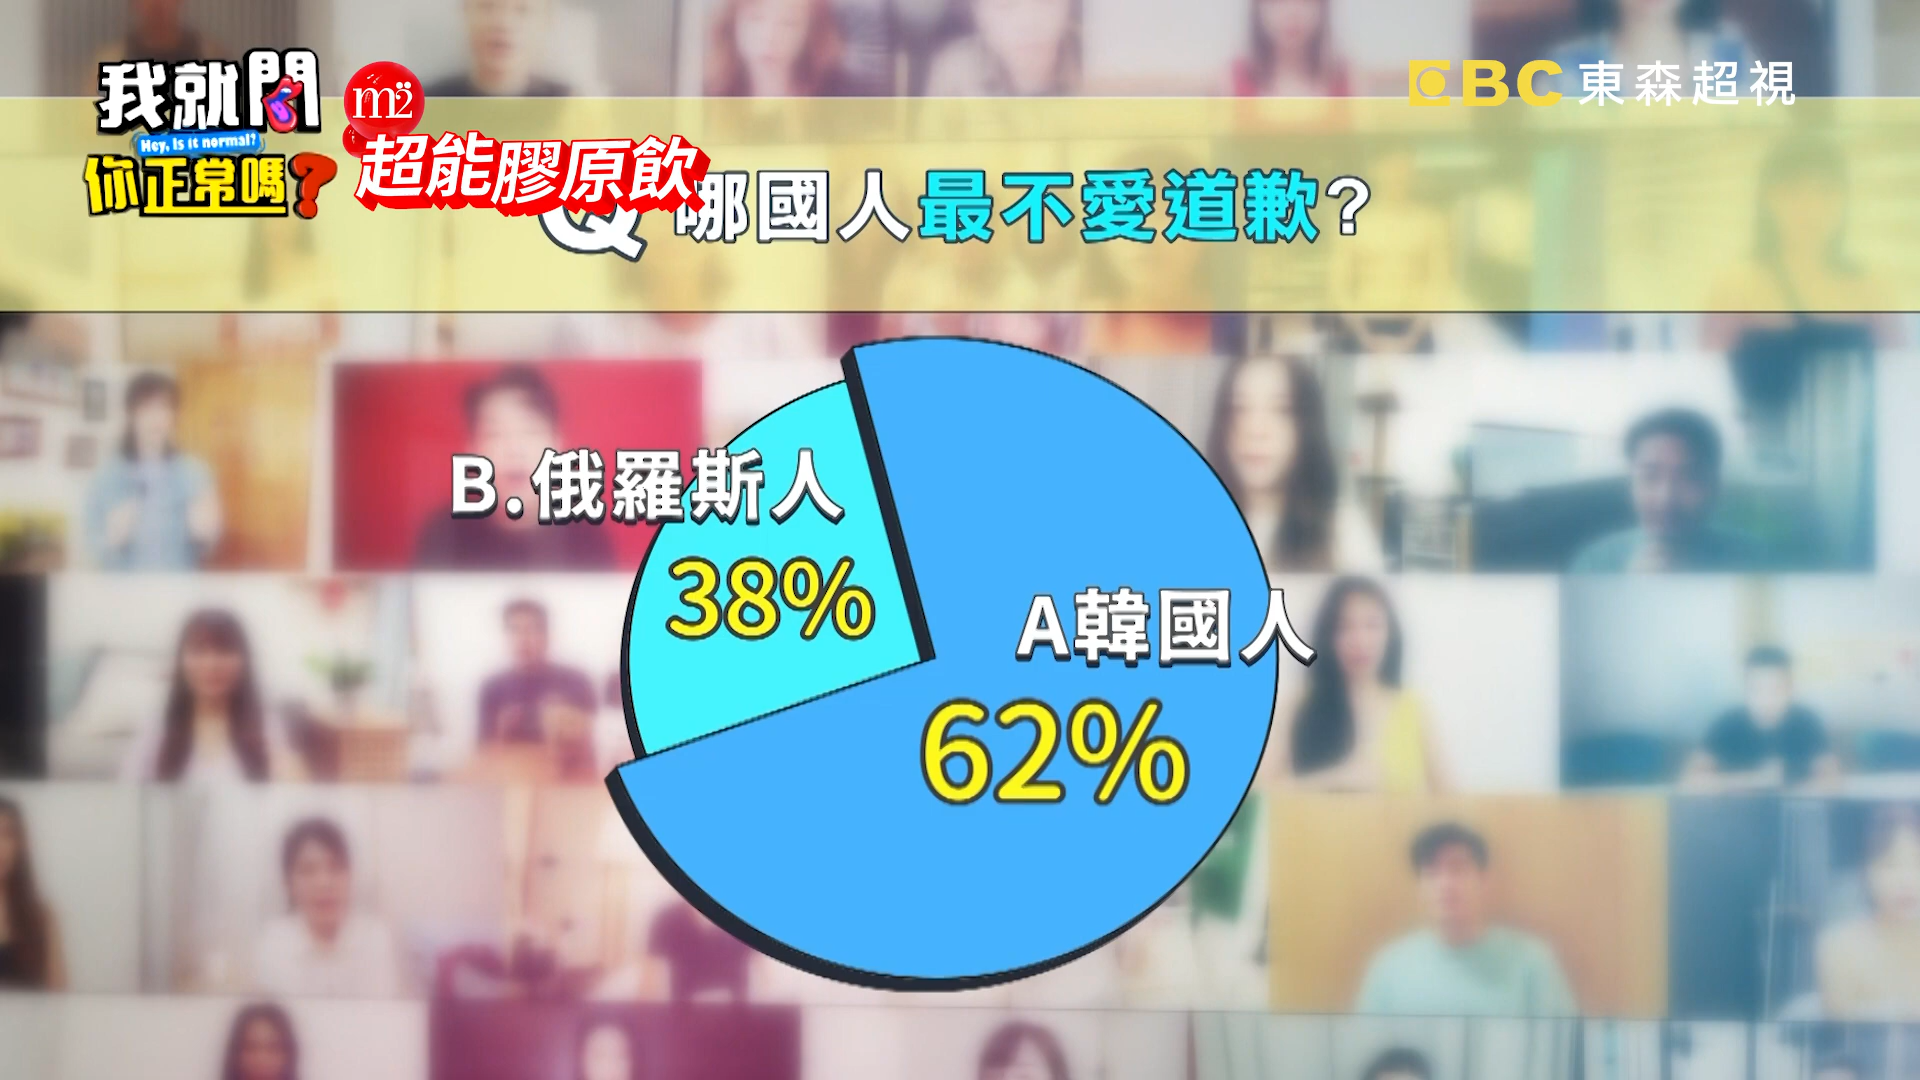 我就問
Hey, is it normal?
你正常嗎?
m2
超能膠原飲
EBC 東森超視
Q 哪國人最不愛道歉?
B.俄羅斯人
38%
A韓國人
62%